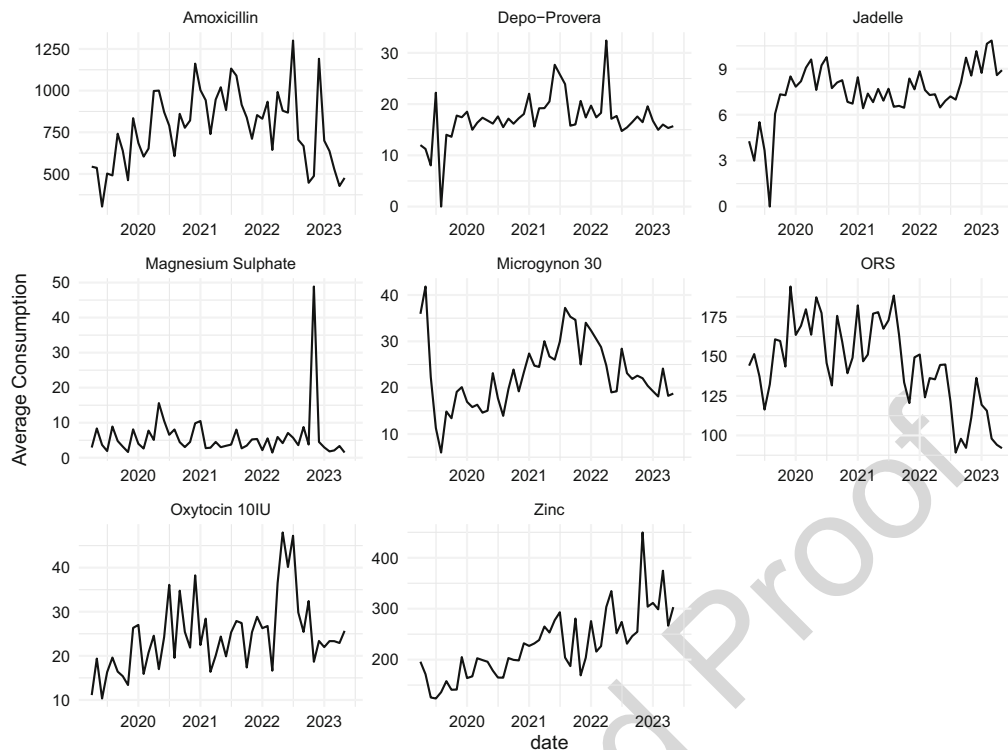 Amoxicillin Depo−Provera Jadelle
1250
1000
750
500
2020 2021 2022 2023
30
20
10
0
2020 2021 2022 2023
9
6
3
0
2020 2021 2022 2023
Average Consumption
Magnesium Sulphate Microgynon 30 ORS
50
40
30
20
10
0
2020 2021 2022 2023
40
30
20
10
2020 2021 2022 2023
175
150
125
100
2020 2021 2022 2023
Oxytocin 10IU Zinc
40
30
20
10
2020 2021 2022 2023
400
300
200
2020 2021 2022 2023
date
d Proof